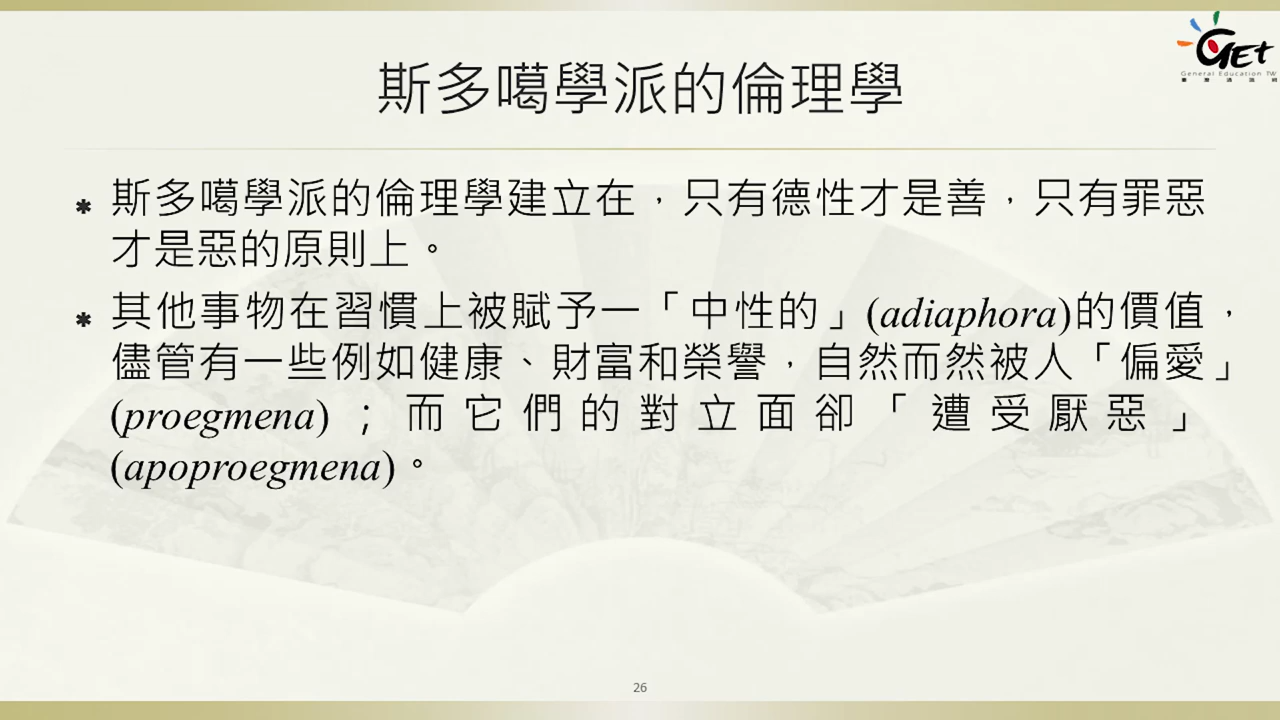 GET
General Education TW
斯多噶學派的倫理學
斯多噶學派的倫理學建立在，只有德性才是善，只有罪惡
才是惡的原則上。
其他事物在習慣上被賦予一「中性的」(adiaphora)的價值，
儘管有一些例如健康、財富和榮譽，自然而然被人「偏愛」
(proegmena)；而它們的對立面卻「遭受厭惡」
(apoproegmena)。
26